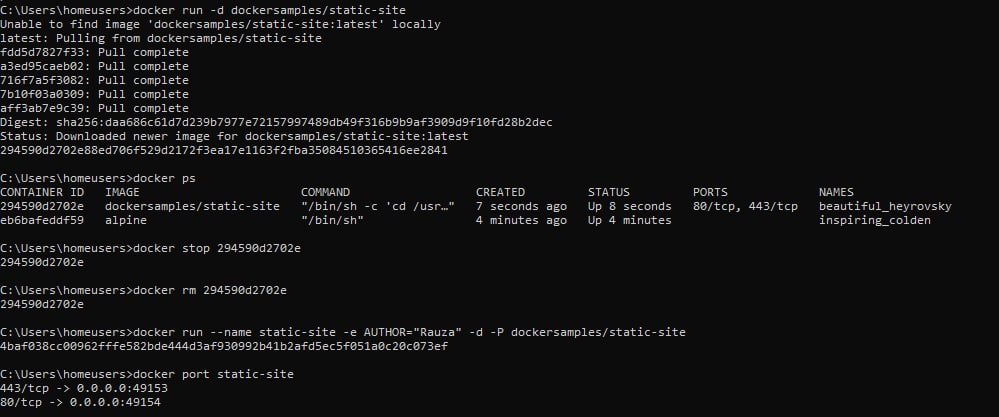 C:\Users\homeusers>docker run -d dockersamples/static-site
Unable to find image 'dockersamples/static-site:latest' locally
latest: Pulling from dockersamples/static-site
fdd5d7827f33: Pull complete
a3ed95caeb02: Pull complete
716f7a5f3082: Pull complete
7b10f03a0309: Pull complete
aff3ab7e9c39: Pull complete
Digest: sha256:daa686c61d7d239b7977e72157997489db49f316b9b9af3909d9f10fd28b2dec
Status: Downloaded newer image for dockersamples/static-site:latest
294590d2702e88ed706f529d2172f3ea17e1163f2fba35084510365416ee2841
C:\Users\homeusers>docker ps
CONTAINER ID   IMAGE                       COMMAND                  CREATED         STATUS         PORTS             NAMES
294590d2702e   dockersamples/static-site   "/bin/sh -c 'cd /usr…"   7 seconds ago   Up 8 seconds   80/tcp, 443/tcp   beautiful_heyrovsky
eb6bafeddf59   alpine                      "/bin/sh"                4 minutes ago   Up 4 minutes                     inspiring_colden
C:\Users\homeusers>docker stop 294590d2702e
294590d2702e
C:\Users\homeusers>docker rm 294590d2702e
294590d2702e
C:\Users\homeusers>docker run --name static-site -e AUTHOR="Rauza" -d -P dockersamples/static-site
4baf038cc00962fffe582bde444d3af930992b41b2afd5ec5f051a0c20c073ef
C:\Users\homeusers>docker port static-site
443/tcp -> 0.0.0.0:49153
80/tcp -> 0.0.0.0:49154